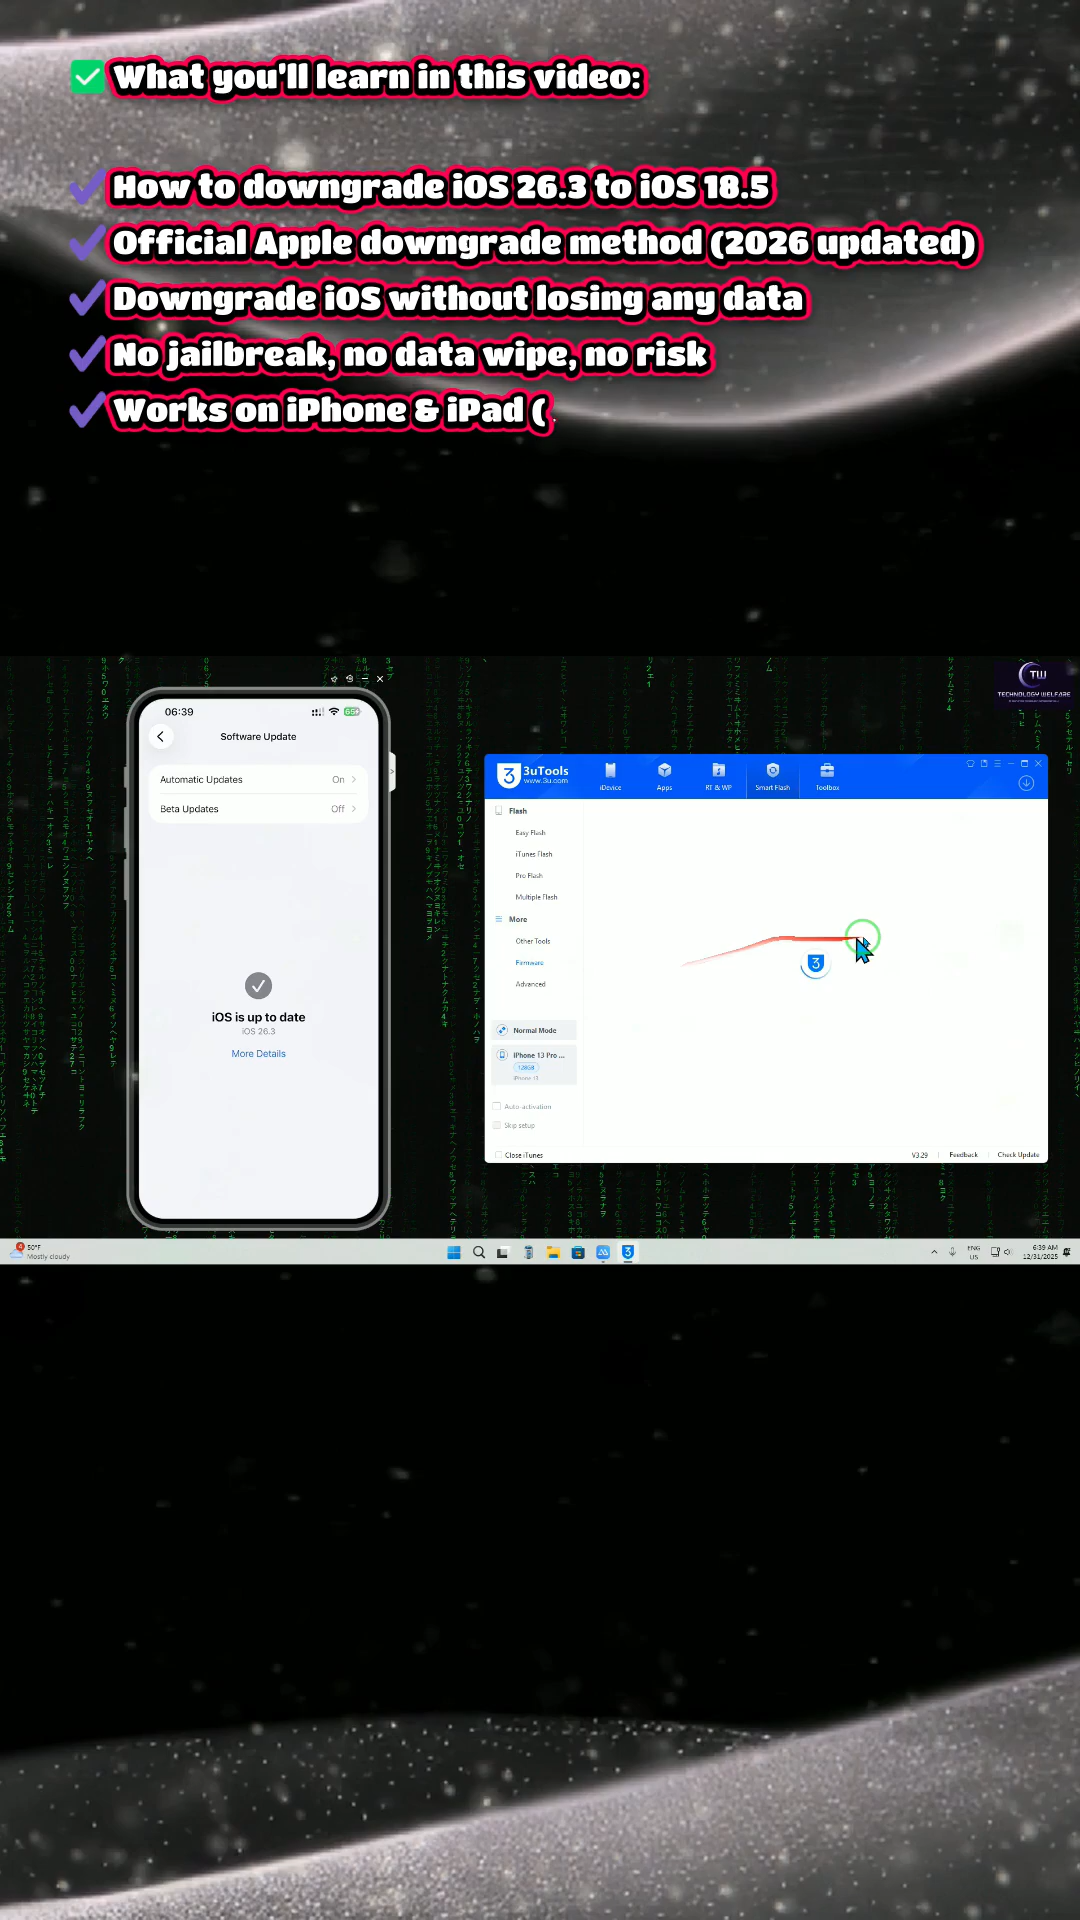 ✅ What you'll learn in this video:
✔ How to downgrade iOS 26.3 to iOS 18.5
✔ Official Apple downgrade method (2026 updated)
✔ Downgrade iOS without losing any data
✔ No jailbreak, no data wipe, no risk
✔ Works on iPhone & iPad (
TW
TECHNOLOGY WELFARE
06:39
65
Software Update
Automatic Updates On
Beta Updates Off
iOS is up to date
iOS 26.3
More Details
3uTools
www.3u.com
iDevice
Apps
RT & WP
Smart Flash
Toolbox
Flash
Easy Flash
iTunes Flash
Pro Flash
Multiple Flash
More
Other Tools
Firmware
Advanced
Normal Mode
iPhone 13 Pro ...
128GB
iPhone 13
Auto-activation
Skip setup
Close iTunes
V3.29
Feedback
Check Update
50°F
Mostly cloudy
ENG
US
6:39 AM
12/31/2025